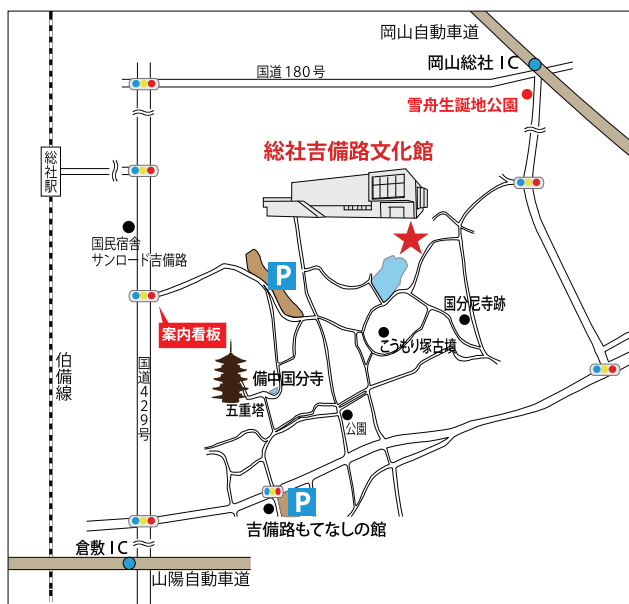 岡山自動車道
岡山総社IC
国道180号
雪舟生誕地公園
総社吉備路文化館
総社駅
国民宿舎
サンロード吉備路
P
国分尼寺跡
案内看板
こうもり塚古墳
伯備線
国道429号
備中国分寺
五重塔
公園
P
吉備路もてなしの館
倉敷IC
山陽自動車道